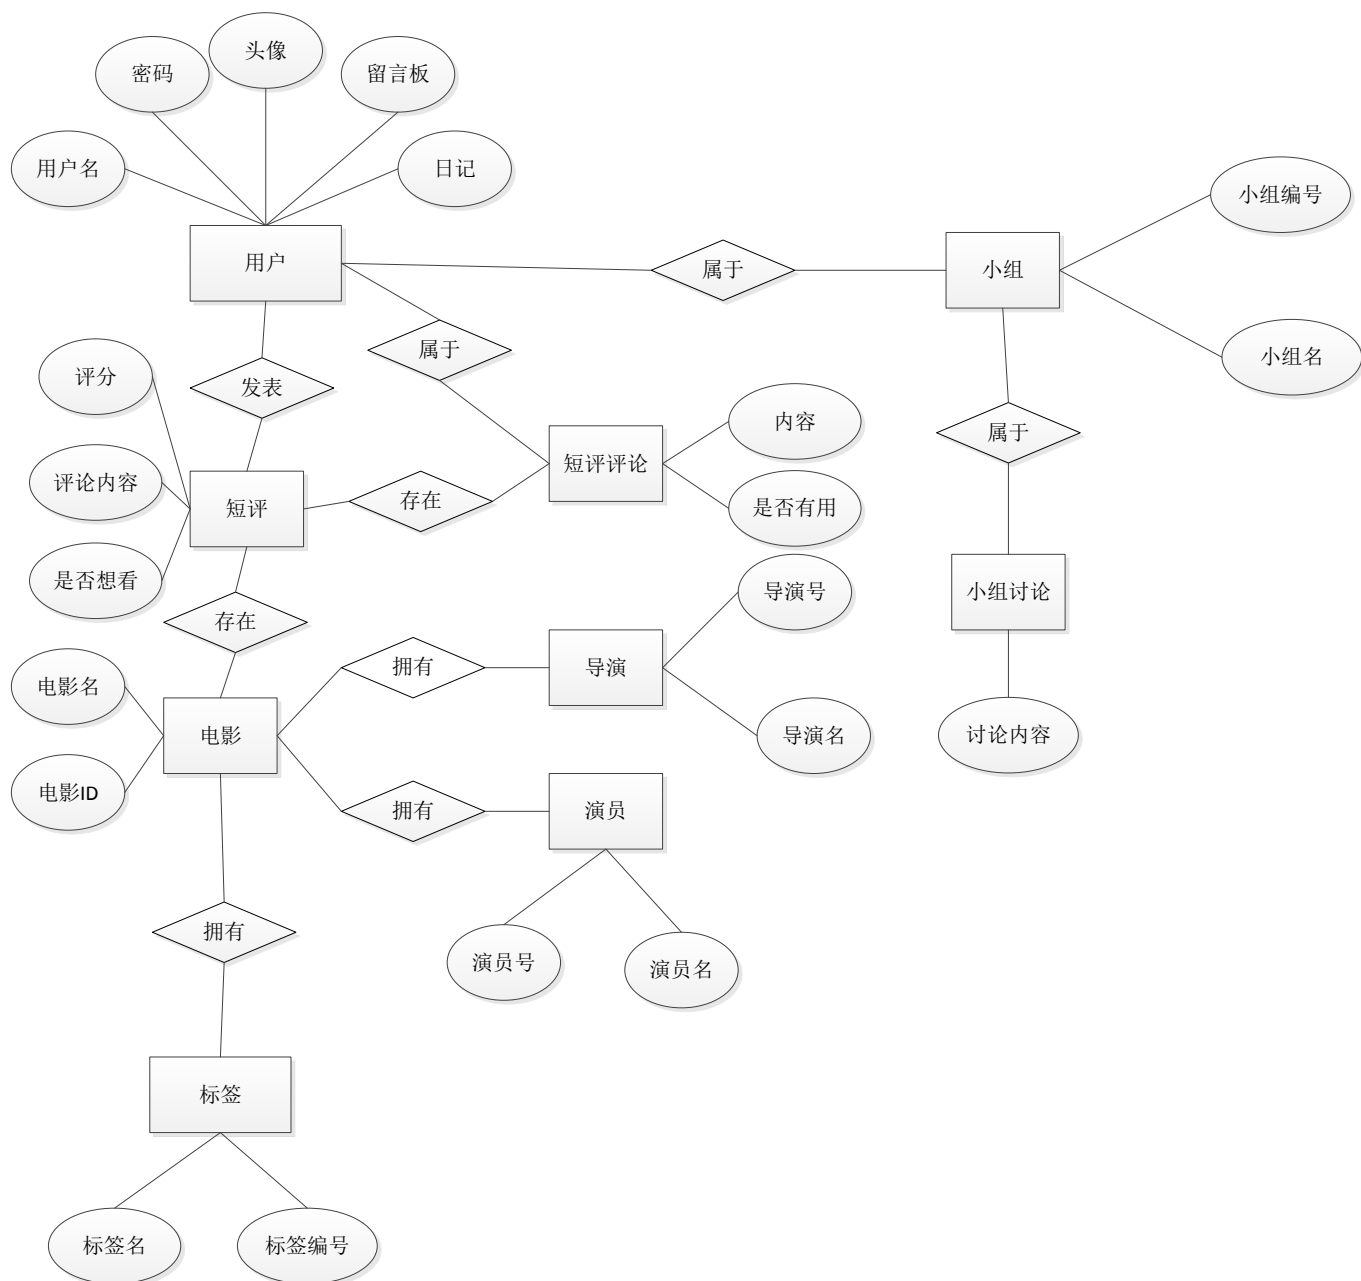 头像
密码
留言板
用户名
日记
小组编号
用户
属于
小组
属于
小组名
评分
发表
内容
属于
短评评论
评论内容
存在
短评
是否有用
是否想看
导演号
小组讨论
存在
拥有
导演
电影名
电影
导演名
讨论内容
电影ID
拥有
演员
拥有
演员号
演员名
标签
标签名
标签编号